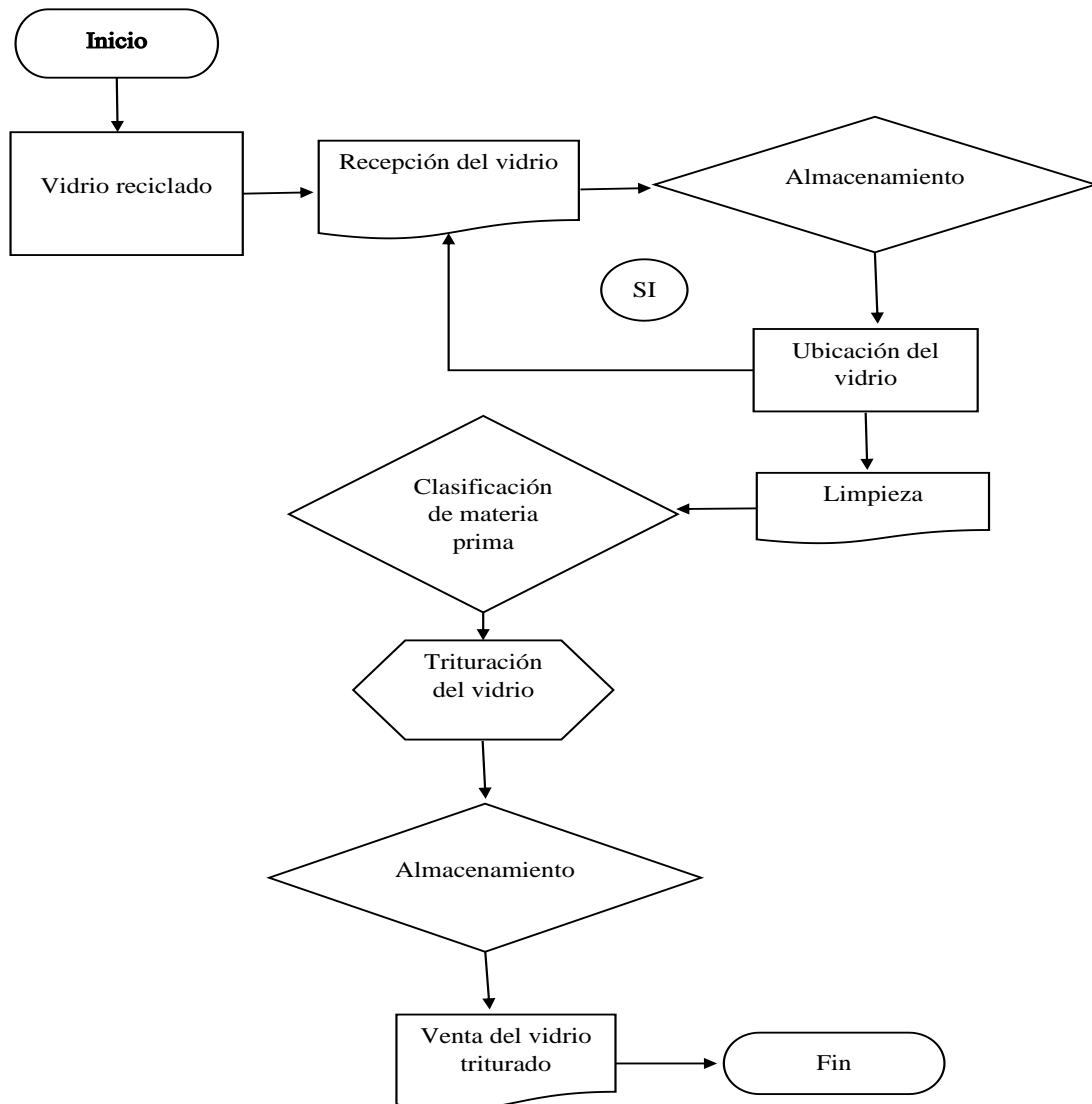 Inicio
Vidrio reciclado
Recepción del vidrio
Almacenamiento
SI
Ubicación del
vidrio
Limpieza
Clasificación
de materia
prima
Trituración
del vidrio
Almacenamiento
Venta del vidrio
triturado
Fin